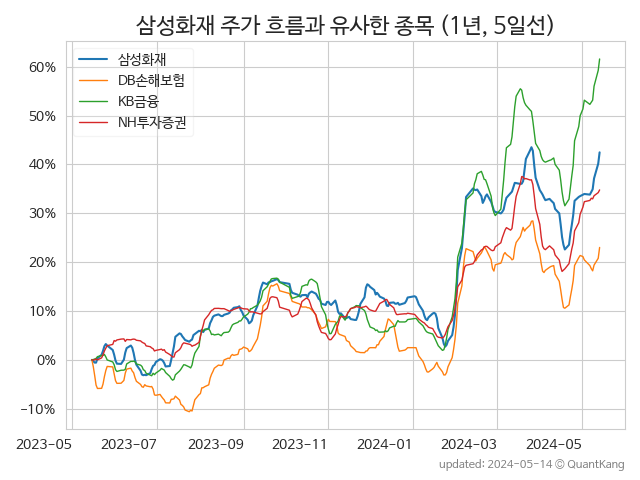 삼성화재 주가 흐름과 유사한 종목 (1년, 5일선)
삼성화재
DB손해보험
KB금융
NH투자증권
60%
50%
40%
30%
20%
10%
0%
−10%
2023-05
2023-07
2023-09
2023-11
2024-01
2024-03
2024-05
updated: 2024-05-14 ⓒ QuantKang